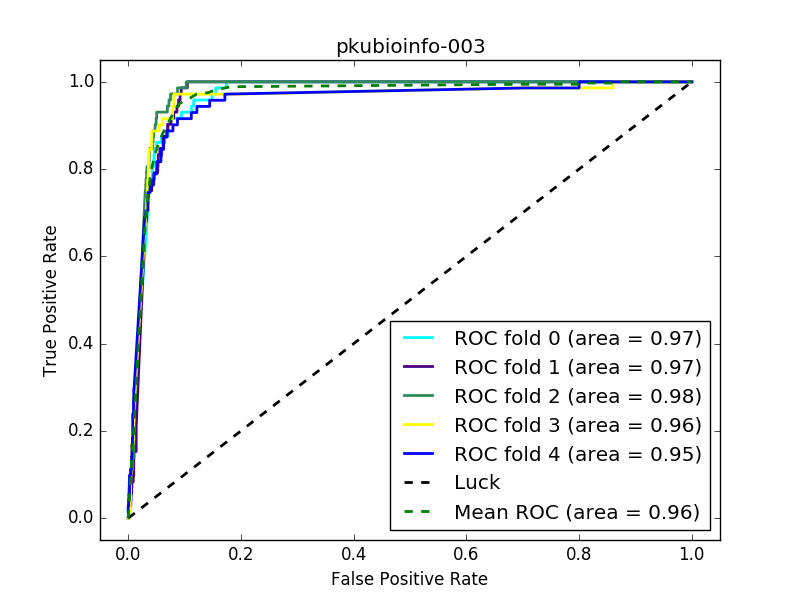 pkubioinfo-003
1.0
0.8
0.6
0.4
0.2
0.0
True Positive Rate
ROC fold 0 (area = 0.97)
ROC fold 1 (area = 0.97)
ROC fold 2 (area = 0.98)
ROC fold 3 (area = 0.96)
ROC fold 4 (area = 0.95)
Luck
Mean ROC (area = 0.96)
0.0 0.2 0.4 0.6 0.8 1.0
False Positive Rate